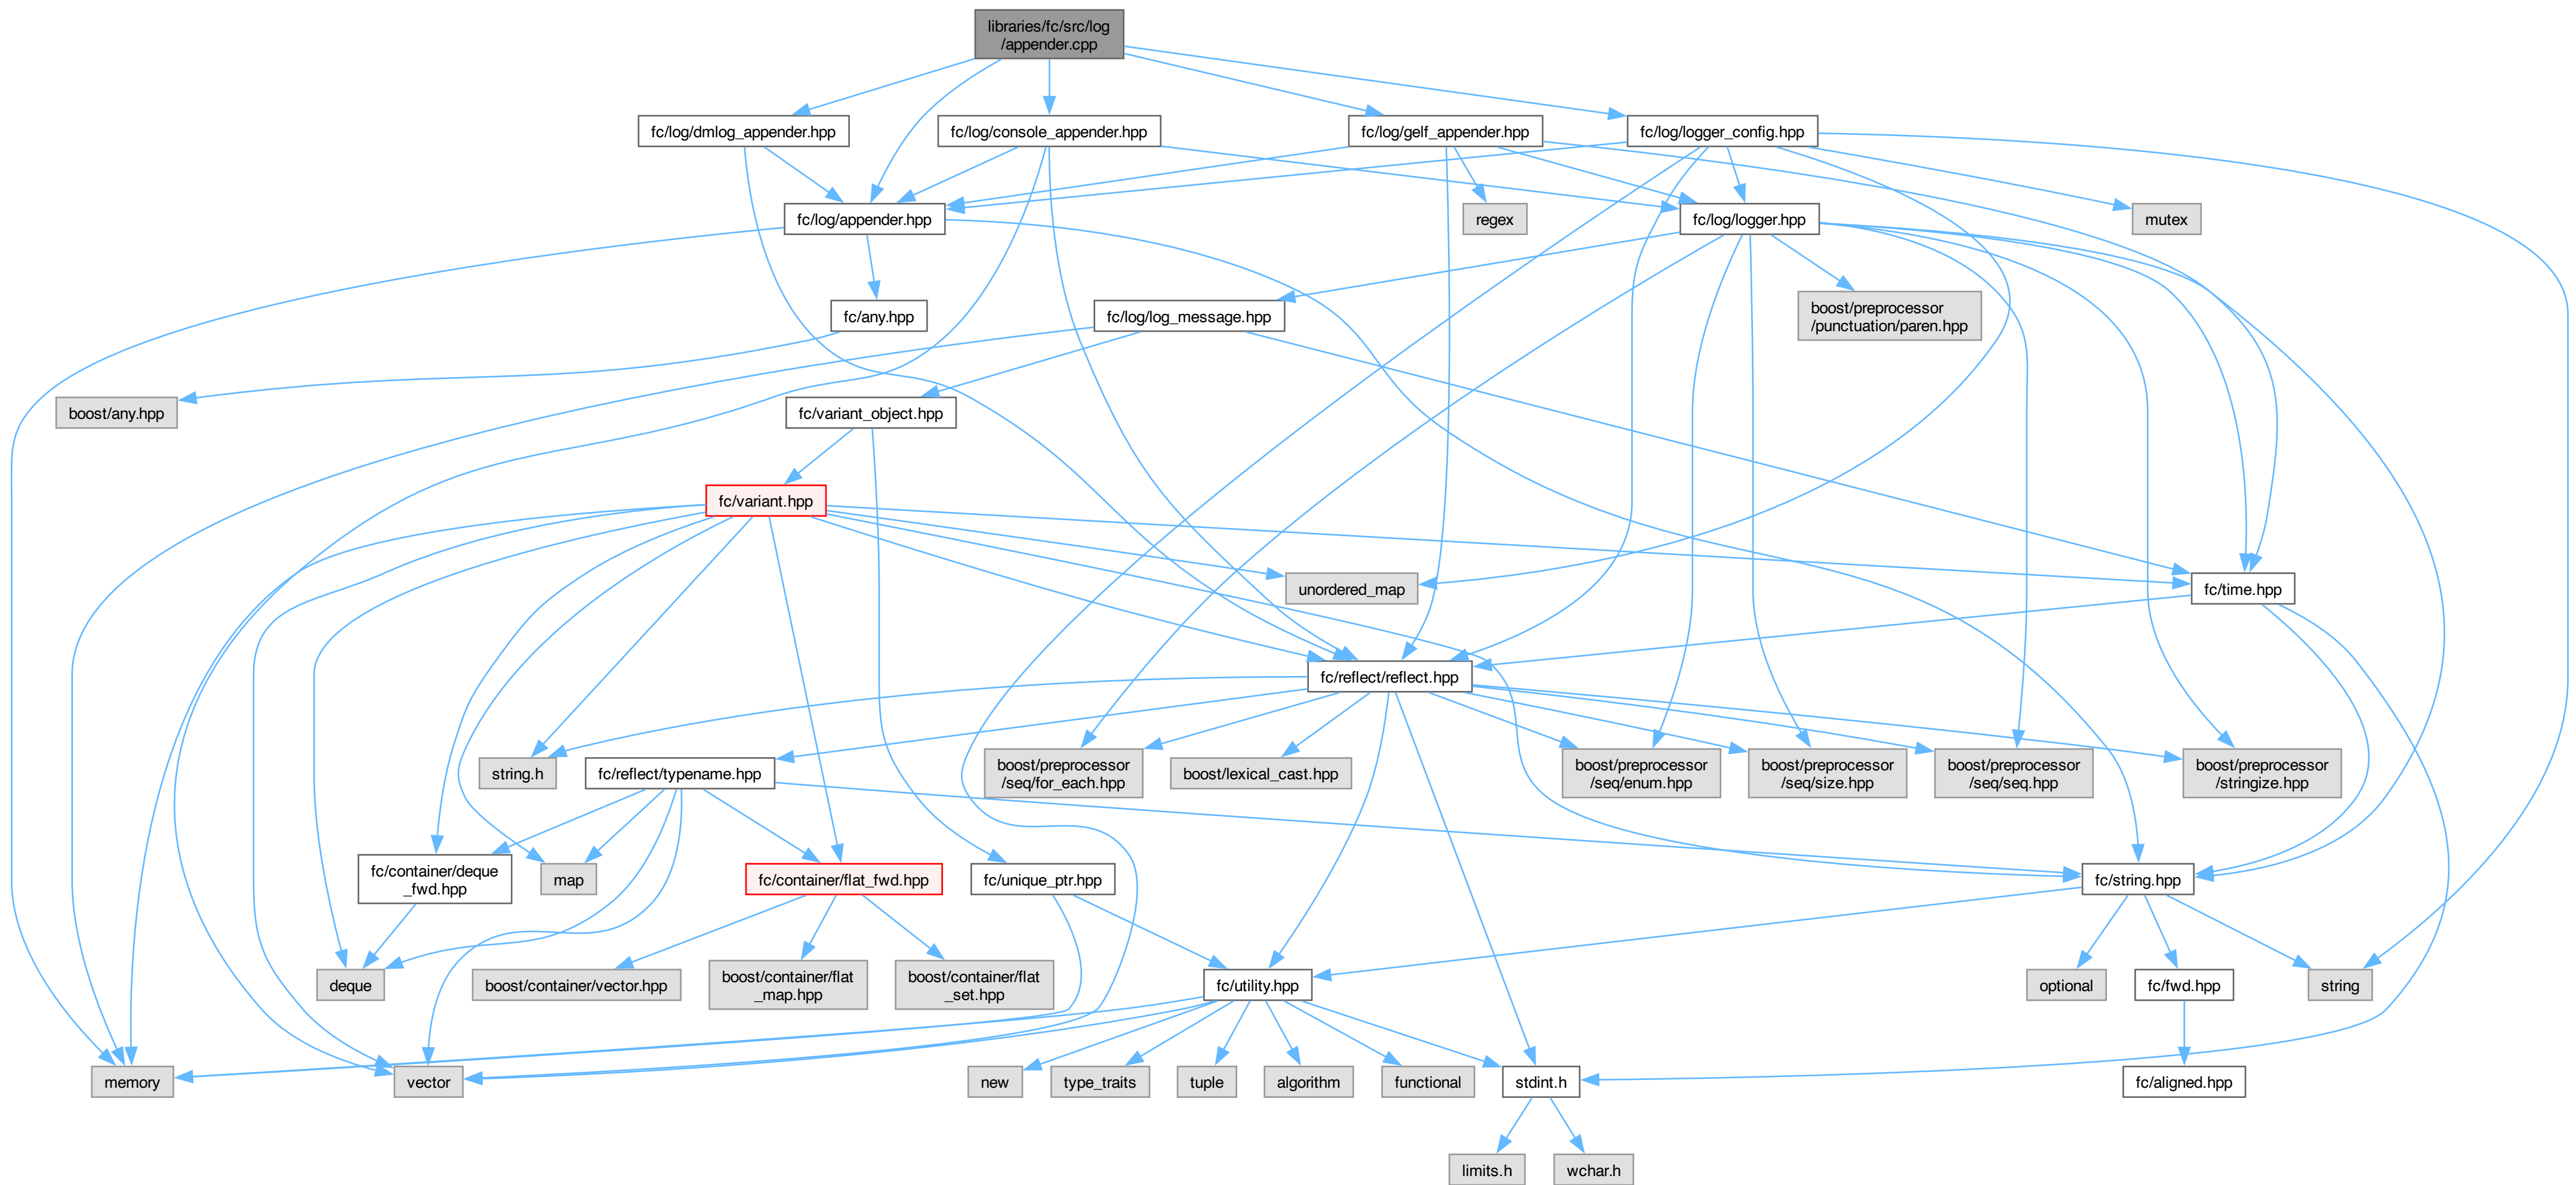 libraries/fc/src/log
/appender.cpp
fc/log/dmlog_appender.hpp
fc/log/console_appender.hpp
fc/log/gelf_appender.hpp
fc/log/logger_config.hpp
fc/log/appender.hpp
regex
fc/log/logger.hpp
mutex
fc/any.hpp
fc/log/log_message.hpp
boost/preprocessor
/punctuation/paren.hpp
boost/any.hpp
fc/variant_object.hpp
fc/variant.hpp
unordered_map
fc/time.hpp
fc/reflect/reflect.hpp
string.h
fc/reflect/typename.hpp
boost/preprocessor
/seq/for_each.hpp
boost/lexical_cast.hpp
boost/preprocessor
/seq/enum.hpp
boost/preprocessor
/seq/size.hpp
boost/preprocessor
/seq/seq.hpp
boost/preprocessor
/stringize.hpp
fc/container/deque
_fwd.hpp
map
fc/container/flat_fwd.hpp
fc/unique_ptr.hpp
fc/string.hpp
deque
boost/container/vector.hpp
boost/container/flat
_map.hpp
boost/container/flat
_set.hpp
fc/utility.hpp
optional
fc/fwd.hpp
string
memory
vector
new
type_traits
tuple
algorithm
functional
stdint.h
fc/aligned.hpp
limits.h
wchar.h